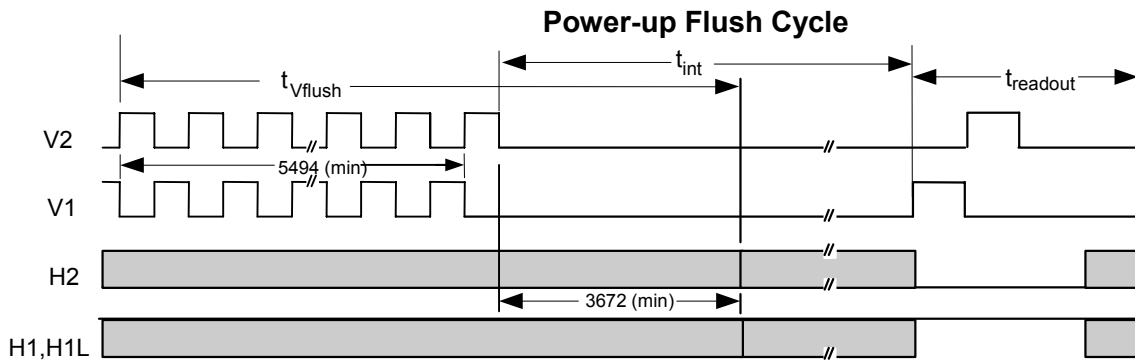 Power-up Flush Cycle
tVflush
tint
treadout
V2
5494 (min)
V1
H2
3672 (min)
H1,H1L